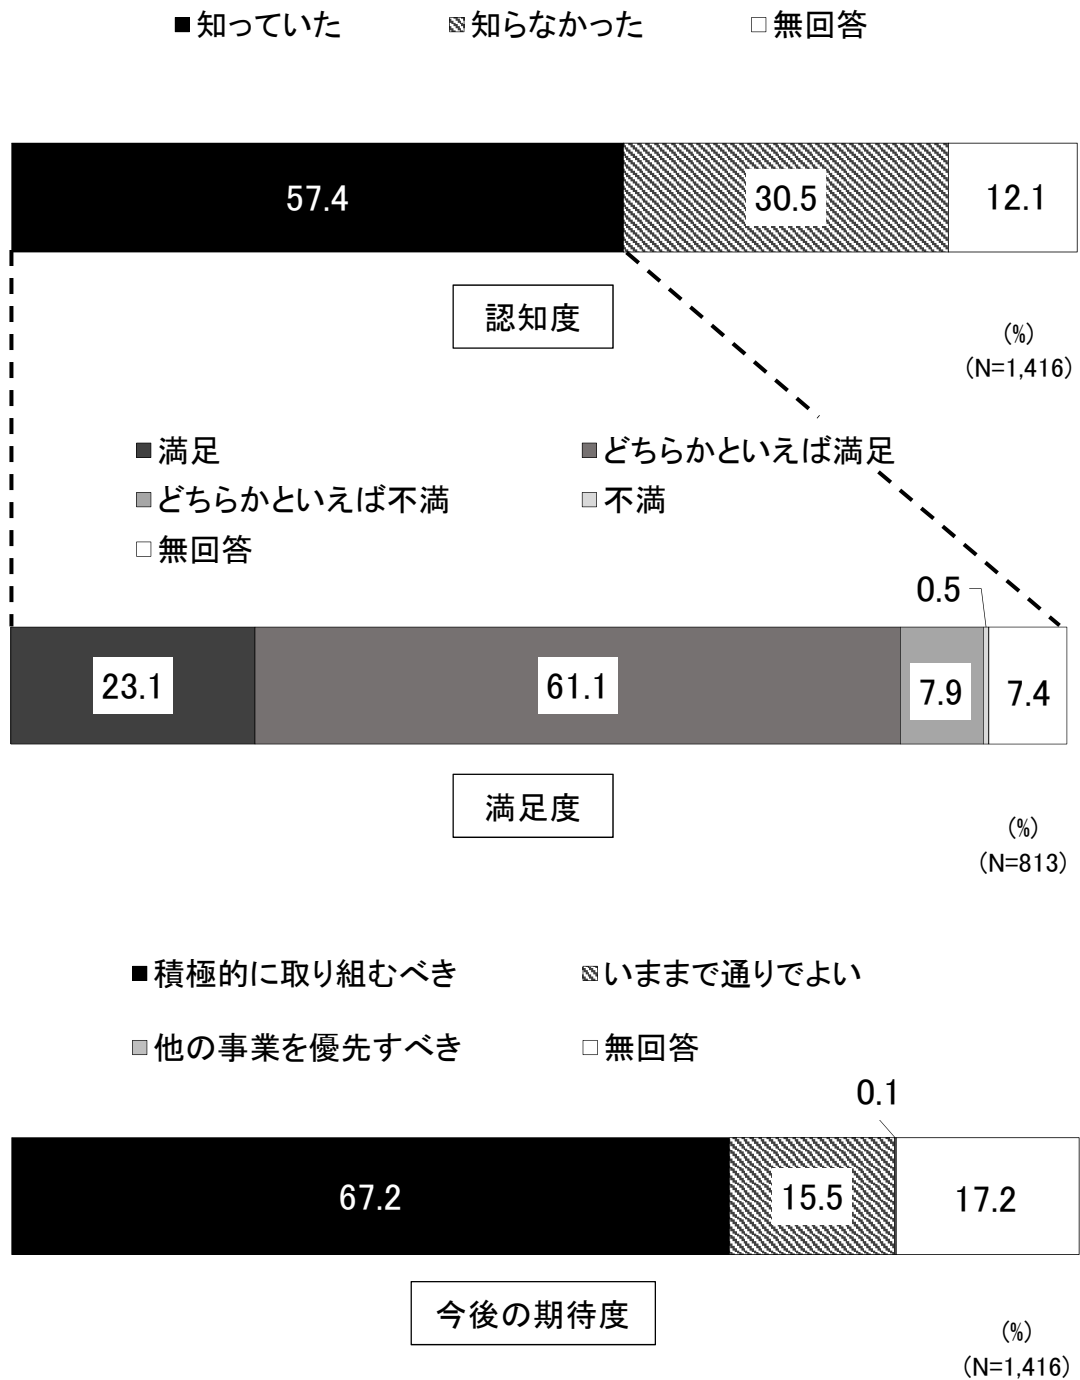 ■知っていた 知らなかった □無回答
57.4 30.5 12.1
認知度
(%)
(N=1,416)
■満足 ■どちらかといえば満足
■どちらかといえば不満 □不満
□無回答
0.5
23.1 61.1 7.9 7.4
満足度
(%)
(N=813)
■積極的に取り組むべき いままで通りでよい
■他の事業を優先すべき □無回答
0.1
67.2 15.5 17.2
今後の期待度
(%)
(N=1,416)